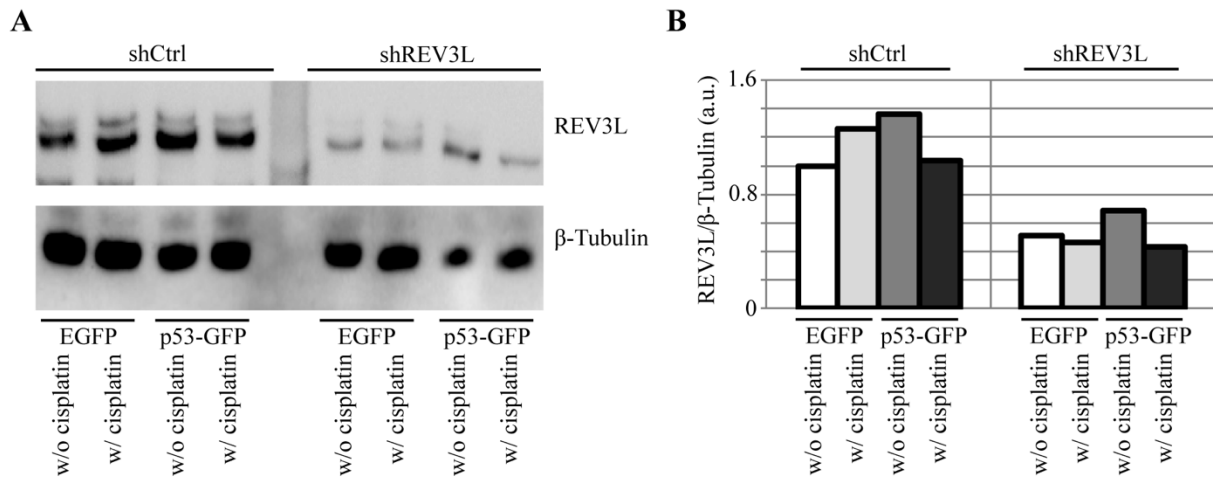 A
shCtrl
shREV3L
REV3L
β-Tubulin
EGFP
p53-GFP
EGFP
p53-GFP
w/o cisplatin
w/ cisplatin
w/o cisplatin
w/ cisplatin
w/o cisplatin
w/ cisplatin
w/o cisplatin
w/ cisplatin
B
shCtrl
shREV3L
REV3L/β-Tubulin (a.u.)
1.6
0.8
0
EGFP
p53-GFP
EGFP
p53-GFP
w/o cisplatin
w/ cisplatin
w/o cisplatin
w/ cisplatin
w/o cisplatin
w/ cisplatin
w/o cisplatin
w/ cisplatin